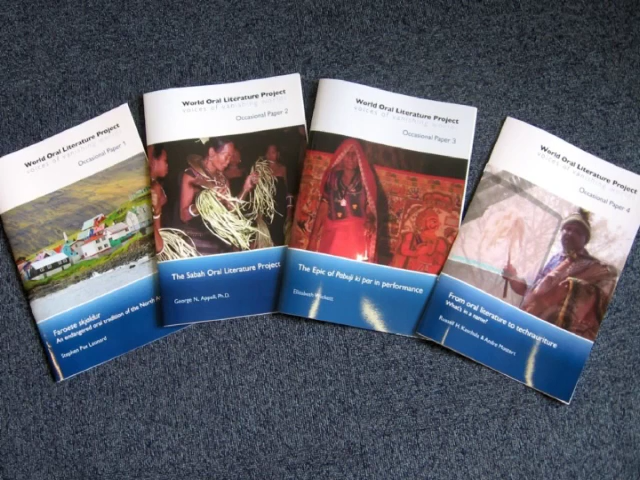 World Oral Literature Project
voices of vanishing
Occasional Paper 1
Faroese skjaldur
An endangered oral tradition of the North
Stephen Pax Leonard
World Oral Literature Project
voices of vanishing worlds
Occasional Paper 2
The Sabah Oral Literature Project
George N. Appell, Ph.D.
World Oral Literature Project
voices of vanishing worlds
Occasional Paper 3
The Epic of Pabuji ki par in performance
Elizabeth
World Oral Literature Project
voices of vanishing
Occasional Paper 4
From oral literature to technauriture
What's in a name?
Russell H. Kaschula & Andre Mostert